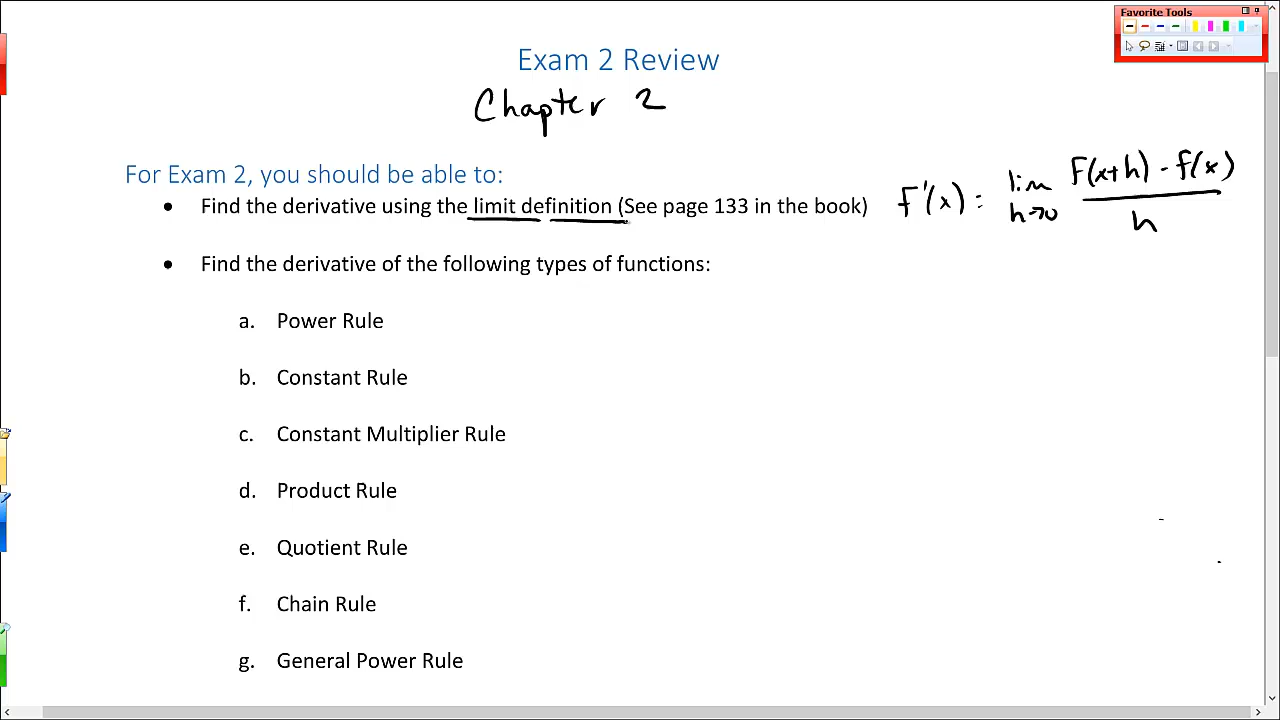 Favorite Tools
Exam 2 Review
Chapter 2
For Exam 2, you should be able to:
• Find the derivative using the limit definition (See page 133 in the book)
f'(x) = lim h→0 F(x+h) - f(x) / h
• Find the derivative of the following types of functions:
a. Power Rule
b. Constant Rule
c. Constant Multiplier Rule
d. Product Rule
e. Quotient Rule
f. Chain Rule
g. General Power Rule